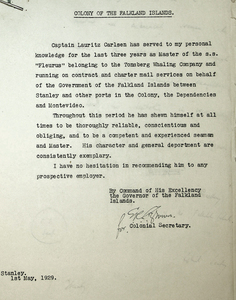 COLONY OF THE FALKLAND ISLANDS.
Captain Lauritz Carlsen has served to my personal
knowledge for the last three years as Master of the s.s.
"Fleurus" belonging to the Tonsberg Whaling Company and
running on contract and charter mail services on behalf
of the Government of the Falkland Islands between
Stanley and other ports in the Colony, the Dependencies
and Montevideo.
Throughout this period he has shewn himself at all
times to be thoroughly reliable, conscientious and
obliging, and to be a competent and experienced seaman
and Master. His character and general deportment are
consistently exemplary.
I have no hesitation in recommending him to any
prospective employer.
By Command of His Excellency
the Governor of the Falkland
Islands.
for Colonial Secretary.
Stanley.
1st May, 1929.